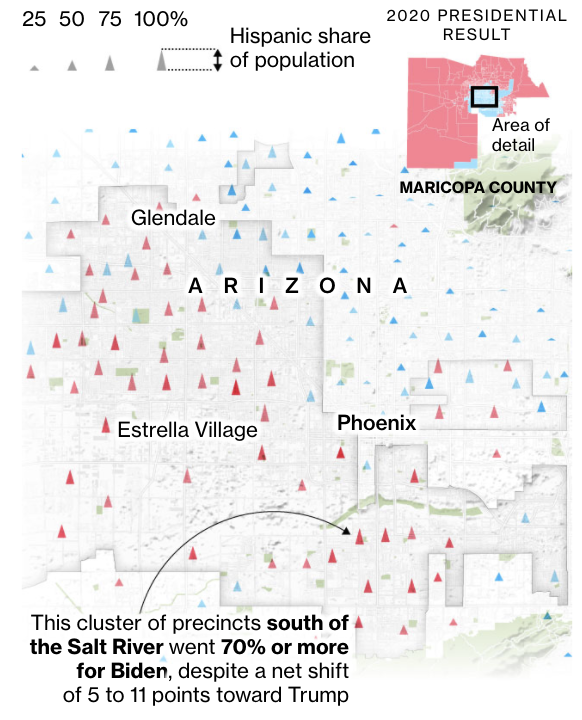 25 50 75 100%
Hispanic share
of population
2020 PRESIDENTIAL
RESULT
Area of
detail
MARICOPA COUNTY
Glendale
ARIZONA
Estrella Village
Phoenix
This cluster of precincts south of
the Salt River went 70% or more
for Biden, despite a net shift
of 5 to 11 points toward Trump